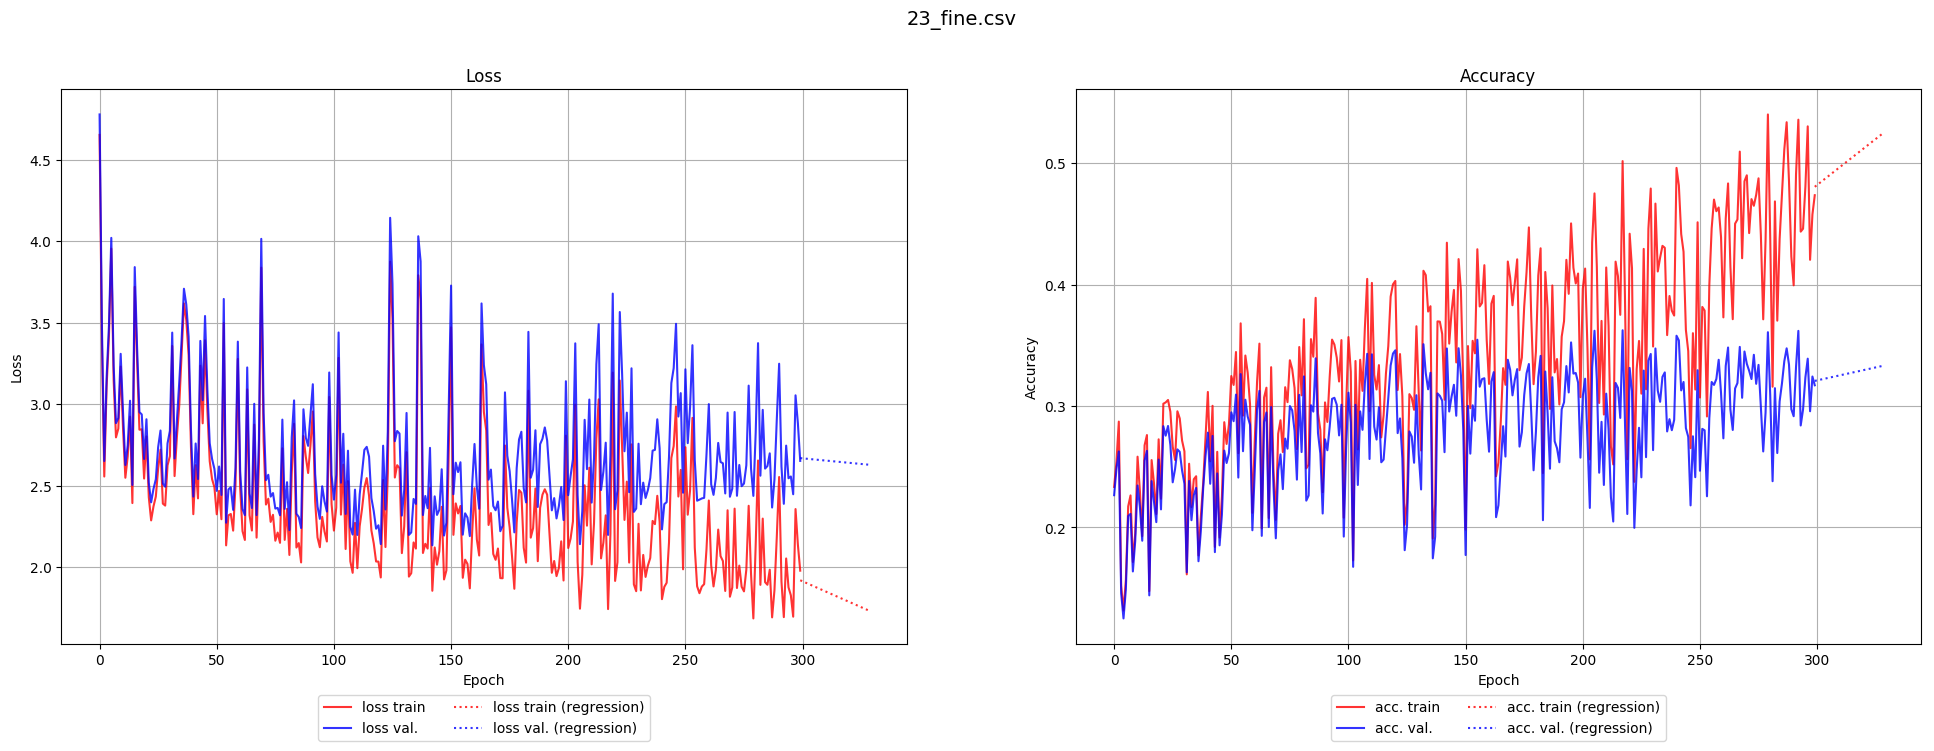 23_fine.csv
Loss
Loss
4.5
4.0
3.5
3.0
2.5
2.0
0
50
100
150
200
250
300
Epoch
loss train
loss val.
loss train (regression)
loss val. (regression)
Accuracy
Accuracy
0.5
0.4
0.3
0.2
0
50
100
150
200
250
300
Epoch
acc. train
acc. val.
acc. train (regression)
acc. val. (regression)